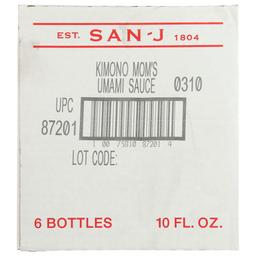 EST. SAN-J 1804
KIMONO MOM'S
UMAMI SAUCE 0310
UPC
87201
1 00 75810 87201 4
LOT CODE:
6 BOTTLES 10 FL. OZ.